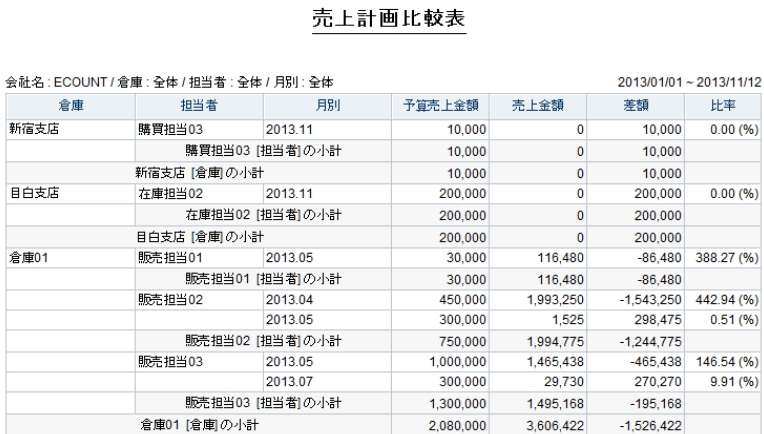 売上計画比較表
会社名 : ECOUNT / 倉庫 : 全体 / 担当者 : 全体 / 月別 : 全体 2013/01/01 ~ 2013/11/12
倉庫 担当者 月別 予算売上金額 売上金額 差額 比率
新宿支店 購買担当03 2013.11 10,000 0 10,000 0.00 (%)
購買担当03 [担当者]の小計 10,000 0 10,000
新宿支店 [倉庫]の小計 10,000 0 10,000
目白支店 在庫担当02 2013.11 200,000 0 200,000 0.00 (%)
在庫担当02 [担当者]の小計 200,000 0 200,000
目白支店 [倉庫]の小計 200,000 0 200,000
倉庫01 販売担当01 2013.05 30,000 116,480 -86,480 388.27 (%)
販売担当01 [担当者]の小計 30,000 116,480 -86,480
販売担当02 2013.04 450,000 1,993,250 -1,543,250 442.94 (%)
2013.05 300,000 1,525 298,475 0.51 (%)
販売担当02 [担当者]の小計 750,000 1,994,775 -1,244,775
販売担当03 2013.05 1,000,000 1,465,438 -465,438 146.54 (%)
2013.07 300,000 29,730 270,270 9.91 (%)
販売担当03 [担当者]の小計 1,300,000 1,495,168 -195,168
倉庫01 [倉庫]の小計 2,080,000 3,606,422 -1,526,422